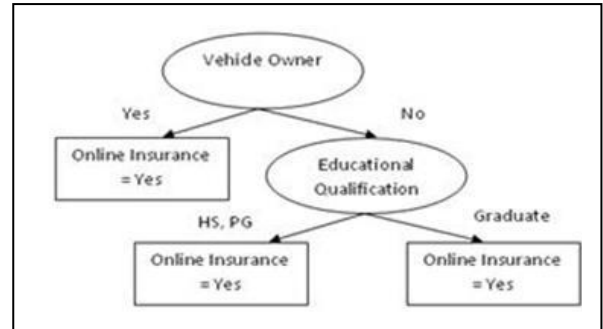 Vehide Owner
Yes
No
Online Insurance
= Yes
Educational
Qualification
HS, PG
Graduate
Online Insurance
= Yes
Online Insurance
= Yes